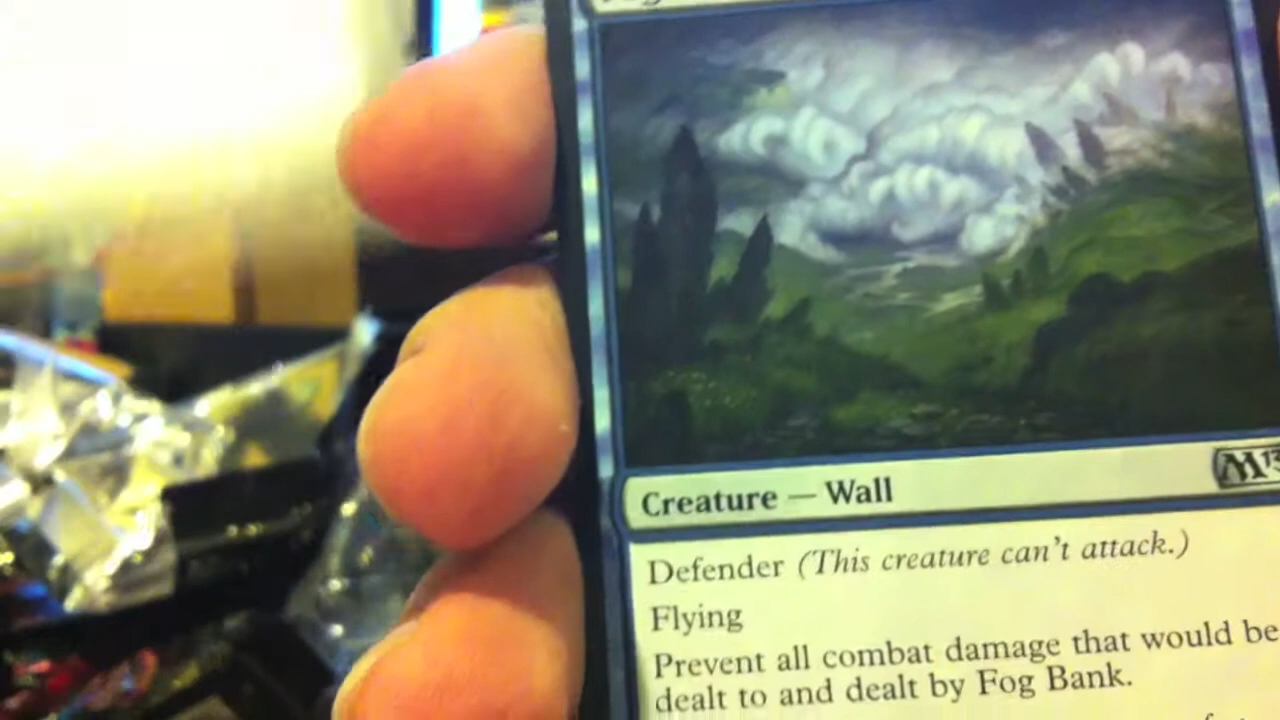 Creature — Wall
M13
Defender (This creature can't attack.)
Flying
Prevent all combat damage that would be
dealt to and dealt by Fog Bank.